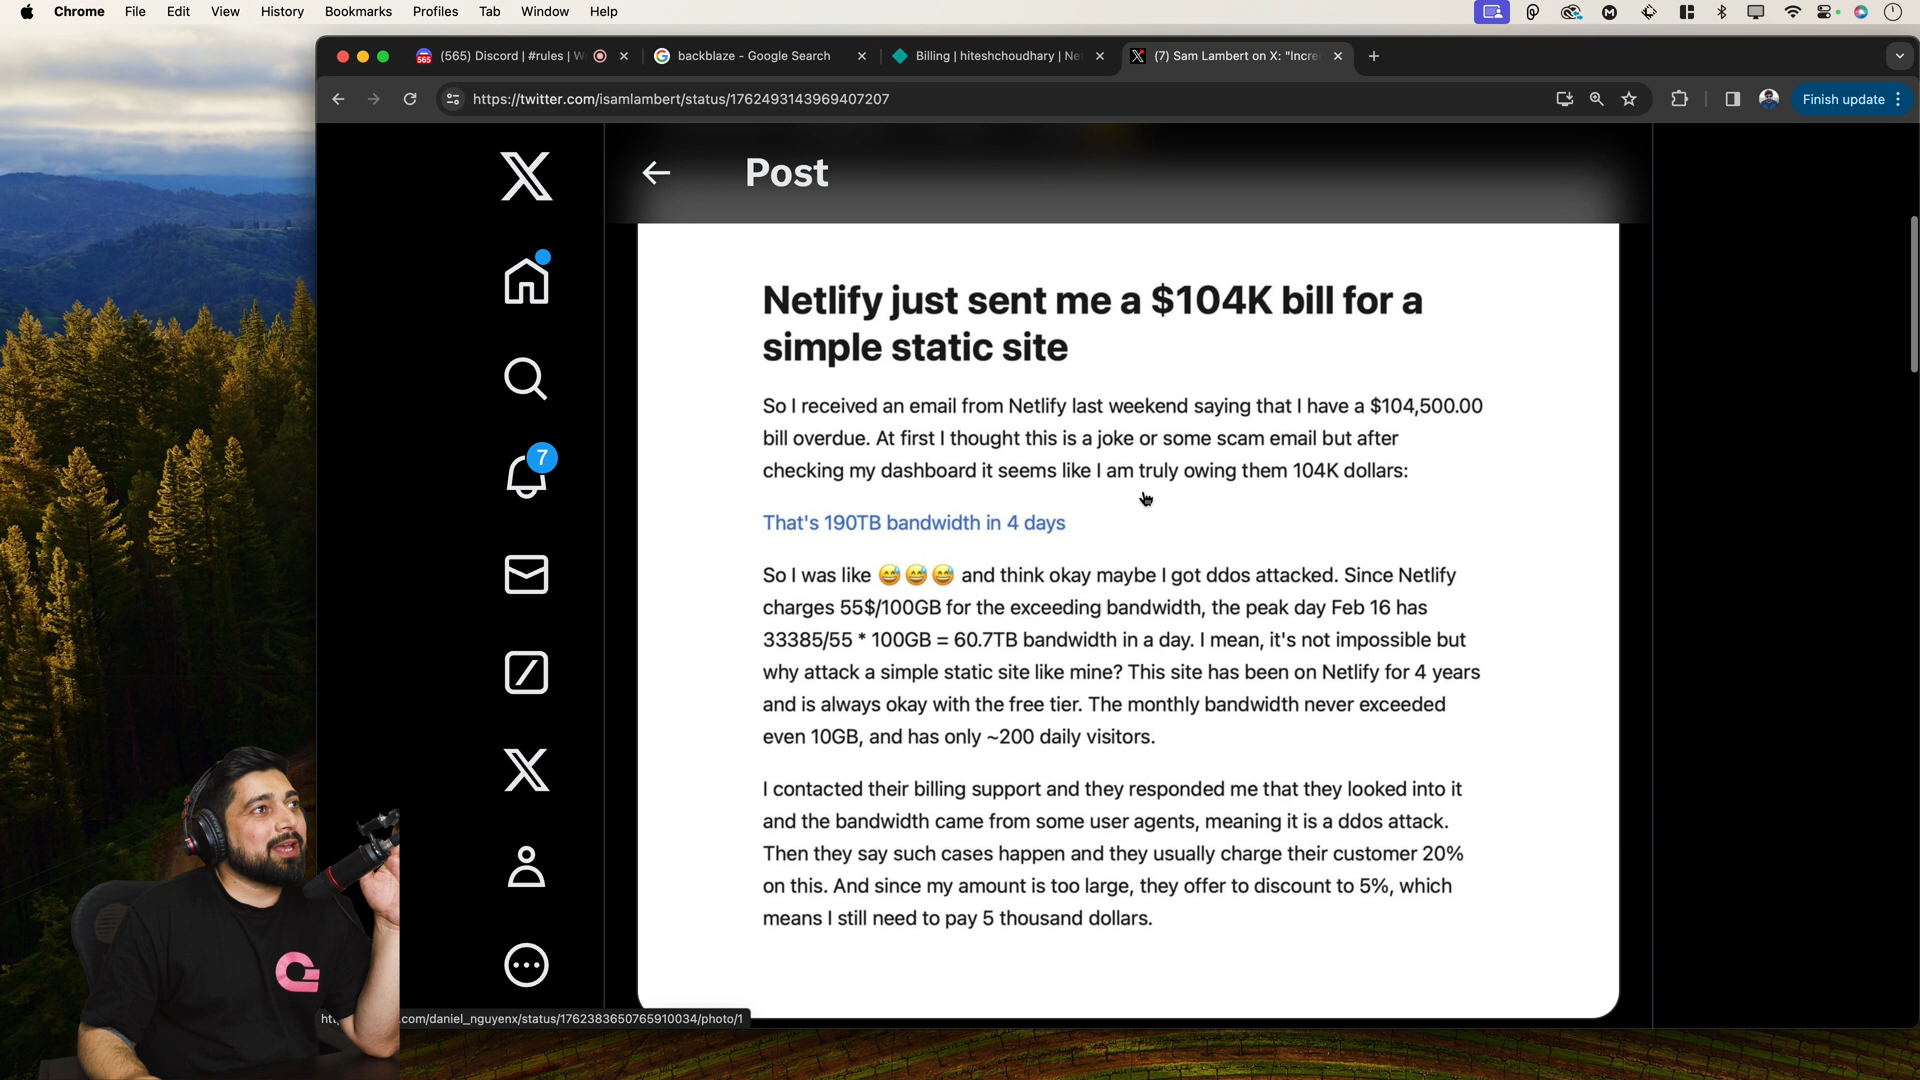 Chrome File Edit View History Bookmarks Profiles Tab Window Help
565 (565) Discord | #rules | W
backblaze - Google Search
Billing | hiteshchoudhary | Ne
(7) Sam Lambert on X: "Incre
https://twitter.com/isamlambert/status/1762493143969407207
Finish update
Post
7
Netlify just sent me a $104K bill for a
simple static site
So I received an email from Netlify last weekend saying that I have a $104,500.00
bill overdue. At first I thought this is a joke or some scam email but after
checking my dashboard it seems like I am truly owing them 104K dollars:
That's 190TB bandwidth in 4 days
So I was like 😅😅😅 and think okay maybe I got ddos attacked. Since Netlify
charges 55$/100GB for the exceeding bandwidth, the peak day Feb 16 has
33385/55 * 100GB = 60.7TB bandwidth in a day. I mean, it's not impossible but
why attack a simple static site like mine? This site has been on Netlify for 4 years
and is always okay with the free tier. The monthly bandwidth never exceeded
even 10GB, and has only ~200 daily visitors.
I contacted their billing support and they responded me that they looked into it
and the bandwidth came from some user agents, meaning it is a ddos attack.
Then they say such cases happen and they usually charge their customer 20%
on this. And since my amount is too large, they offer to discount to 5%, which
means I still need to pay 5 thousand dollars.
.com/daniel_nguyenx/status/1762383650765910034/photo/1